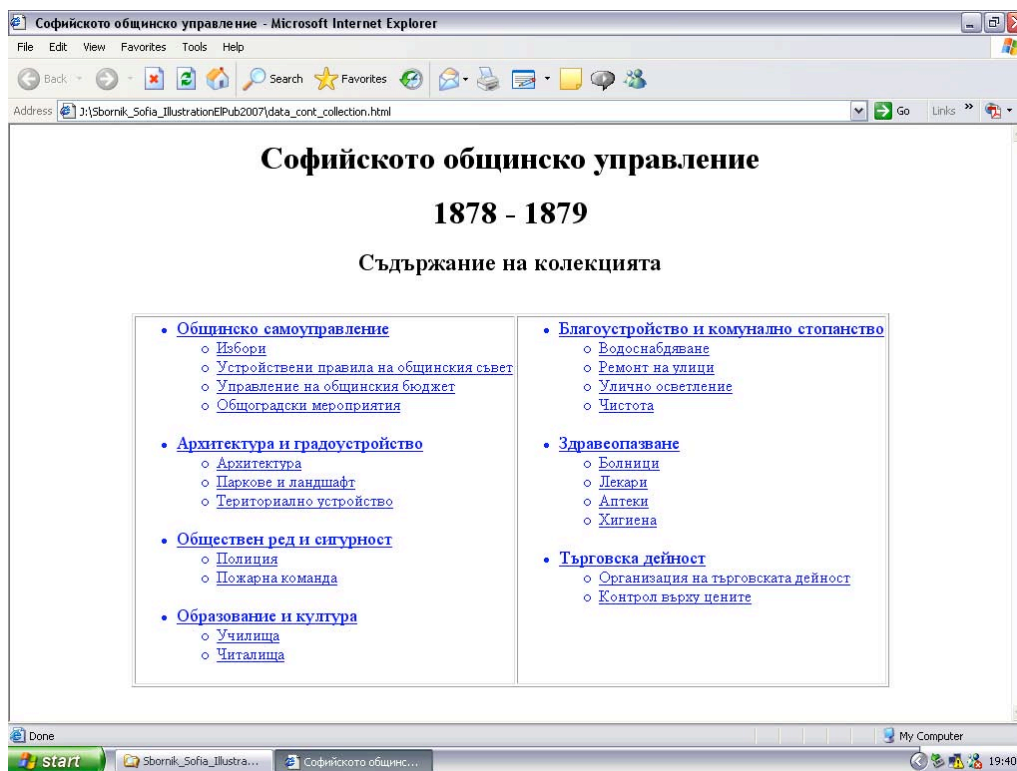 Софийското общинско управление - Microsoft Internet Explorer
File Edit View Favorites Tools Help
Back Search Favorites
Address J:\Sbornik_Sofia_IllustrationElPub2007\data_cont_collection.html Go Links »
Софийското общинско управление
1878 - 1879
Съдържание на колекцията
Общинско самоуправление
Избори
Устройствени правила на общинския съвет
Управление на общинския бюджет
Общоградски мероприятия
Архитектура и градоустройство
Архитектура
Паркове и ландшафт
Териториално устройство
Обществен ред и сигурност
Полиция
Пожарна команда
Образование и култура
Училища
Читалища
Благоустройство и комунално стопанство
Водоснабдяване
Ремонт на улици
Улично осветление
Чистота
Здравеопазване
Болници
Лекари
Аптеки
Хигиена
Търговска дейност
Организация на търговската дейност
Контрол върху цените
Done My Computer
start Sbornik_Sofia_Illustra... Софийското общинс... 19:40